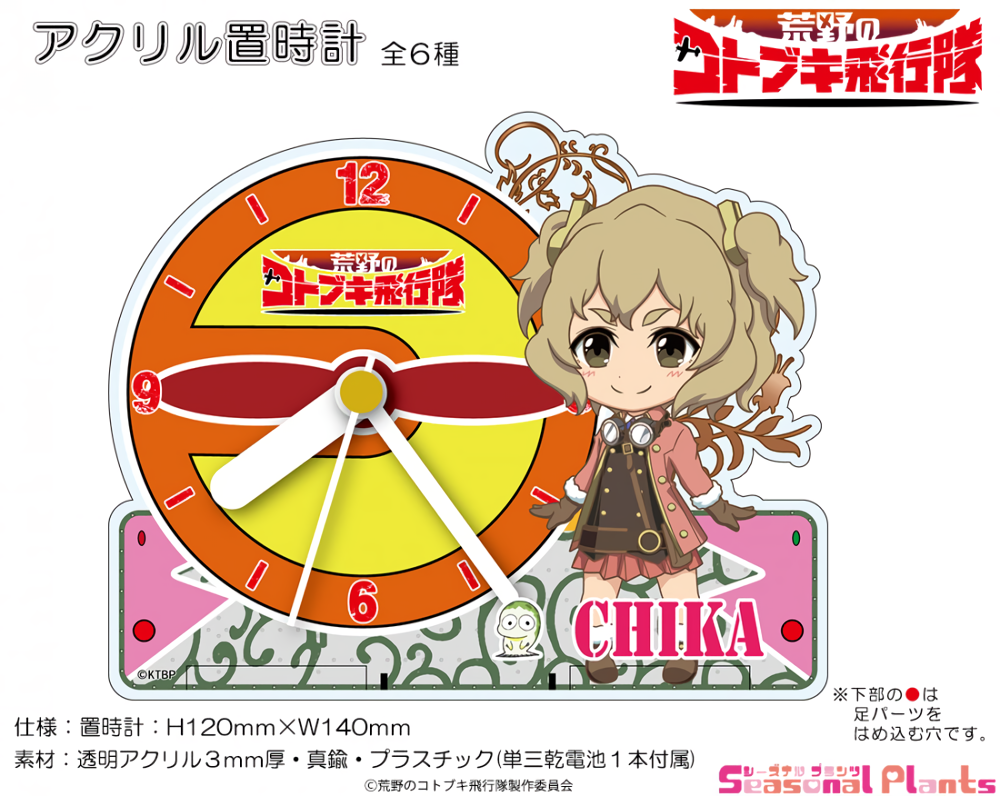 アクリル置時計 全6種
荒野の
コトブキ飛行隊
12
荒野の
コトブキ飛行隊
9
6
CHIKA
©KTBP
※下部の●は
足パーツを
はめ込む穴です。
仕様:置時計:H120mm×W140mm
素材:透明アクリル3mm厚・真鍮・プラスチック(単三乾電池1本付属)
©荒野のコトブキ飛行隊製作委員会
シーズナル プランツ
Seasonal Plants